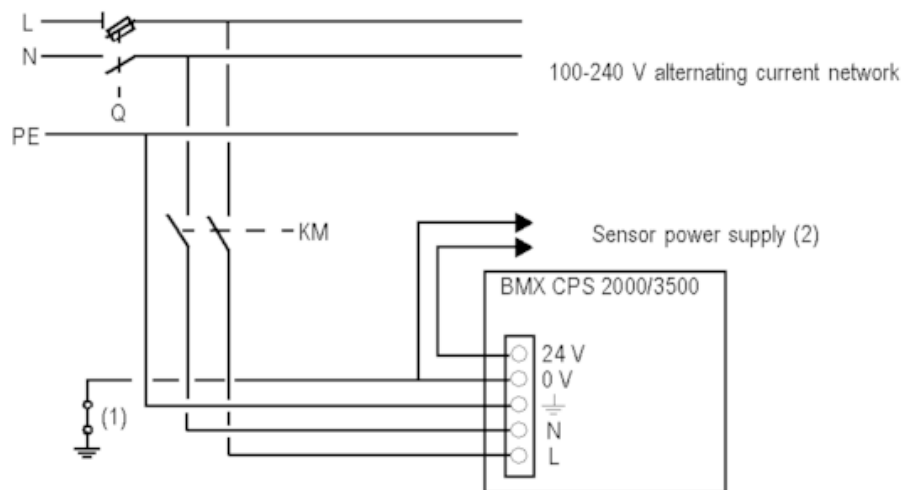 L
N
100-240 V alternating current network
Q
PE
KM
Sensor power supply (2)
BMX CPS 2000/3500
24 V
0 V
(1)
N
L